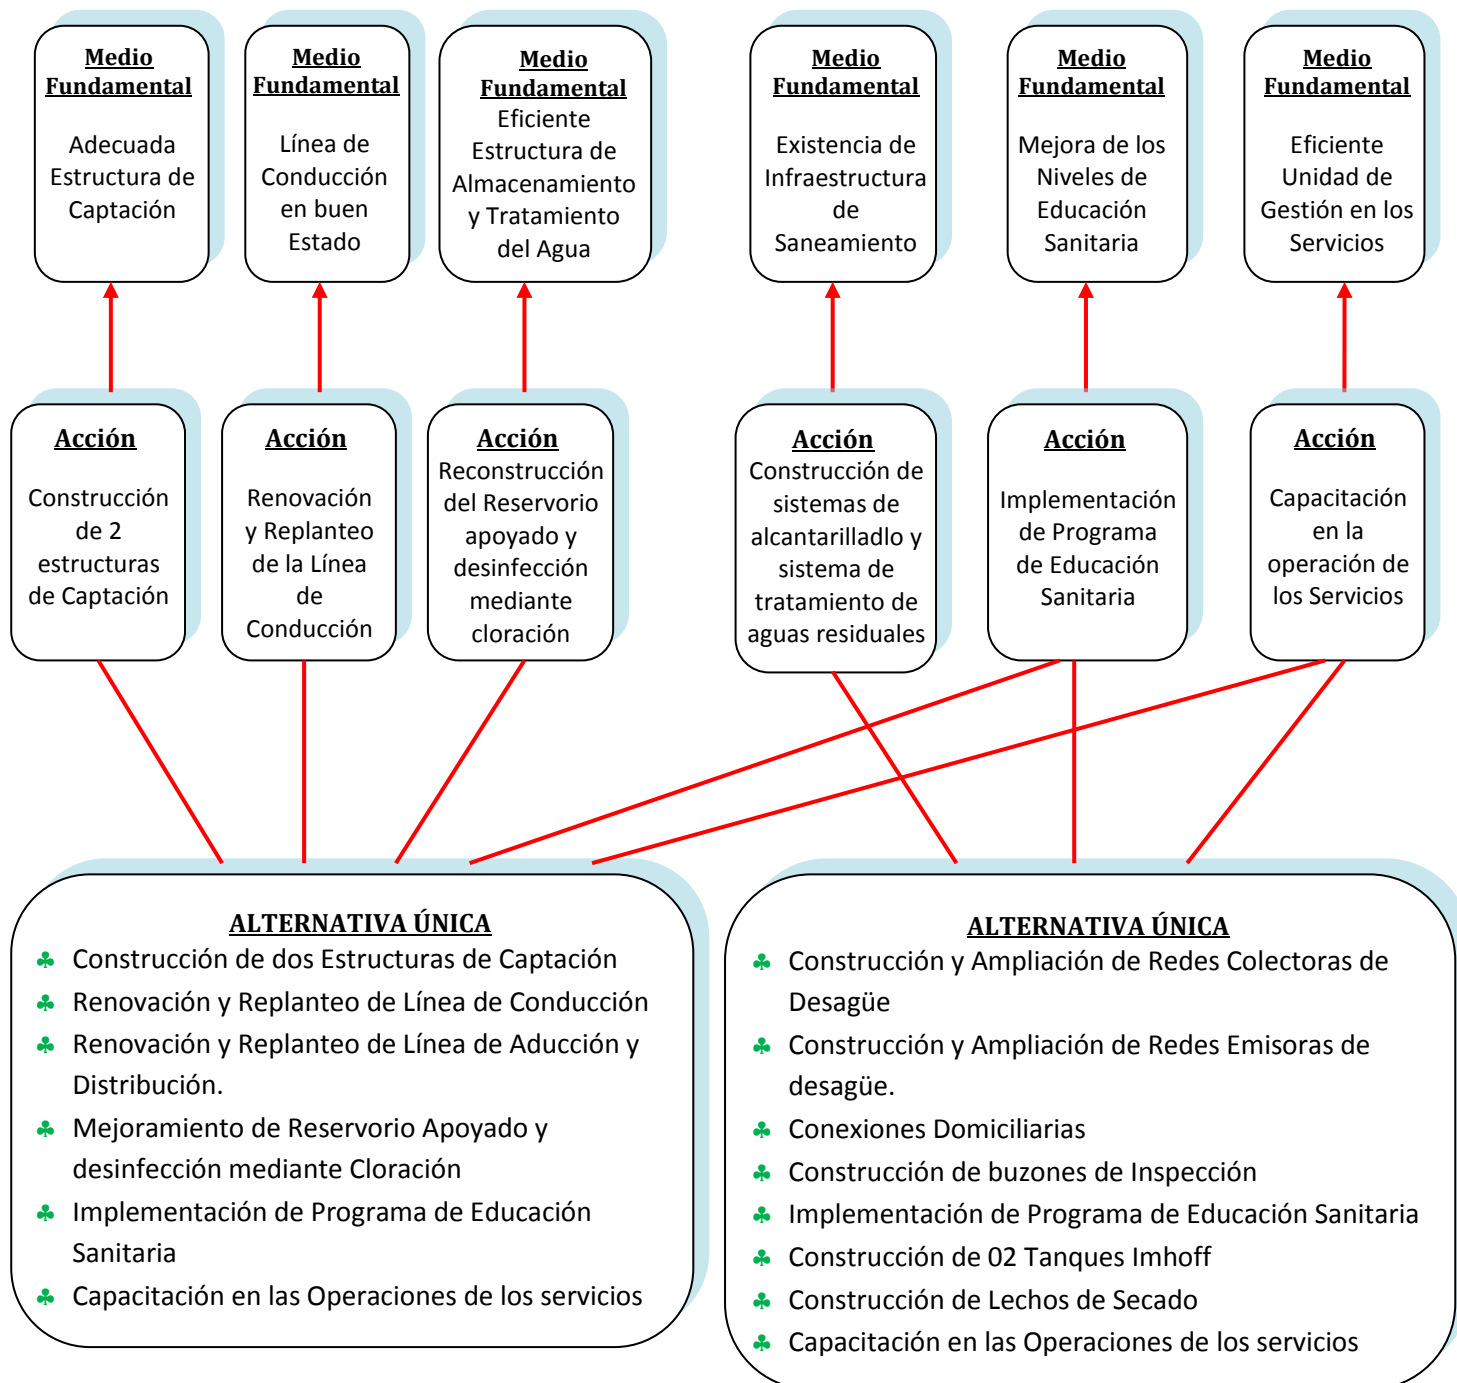 Medio
Fundamental
Adecuada
Estructura de
Captación
Medio
Fundamental
Línea de
Conducción
en buen
Estado
Medio
Fundamental
Eficiente
Estructura de
Almacenamiento
y Tratamiento
del Agua
Medio
Fundamental
Existencia de
Infraestructura
de
Saneamiento
Medio
Fundamental
Mejora de los
Niveles de
Educación
Sanitaria
Medio
Fundamental
Eficiente
Unidad de
Gestión en los
Servicios
Acción
Construcción
de 2
estructuras
de Captación
Acción
Renovación
y Replanteo
de la Línea
de
Conducción
Acción
Reconstrucción
del Reservorio
apoyado y
desinfección
mediante
cloración
Acción
Construcción de
sistemas de
alcantarilladlo y
sistema de
tratamiento de
aguas residuales
Acción
Implementación
de Programa
de Educación
Sanitaria
Acción
Capacitación
en la
operación de
los Servicios
ALTERNATIVA ÚNICA
♣ Construcción de dos Estructuras de Captación
♣ Renovación y Replanteo de Línea de Conducción
♣ Renovación y Replanteo de Línea de Aducción y
Distribución.
♣ Mejoramiento de Reservorio Apoyado y
desinfección mediante Cloración
♣ Implementación de Programa de Educación
Sanitaria
♣ Capacitación en las Operaciones de los servicios
ALTERNATIVA ÚNICA
♣ Construcción y Ampliación de Redes Colectoras de
Desagüe
♣ Construcción y Ampliación de Redes Emisoras de
desagüe.
♣ Conexiones Domiciliarias
♣ Construcción de buzones de Inspección
♣ Implementación de Programa de Educación Sanitaria
♣ Construcción de 02 Tanques Imhoff
♣ Construcción de Lechos de Secado
♣ Capacitación en las Operaciones de los servicios